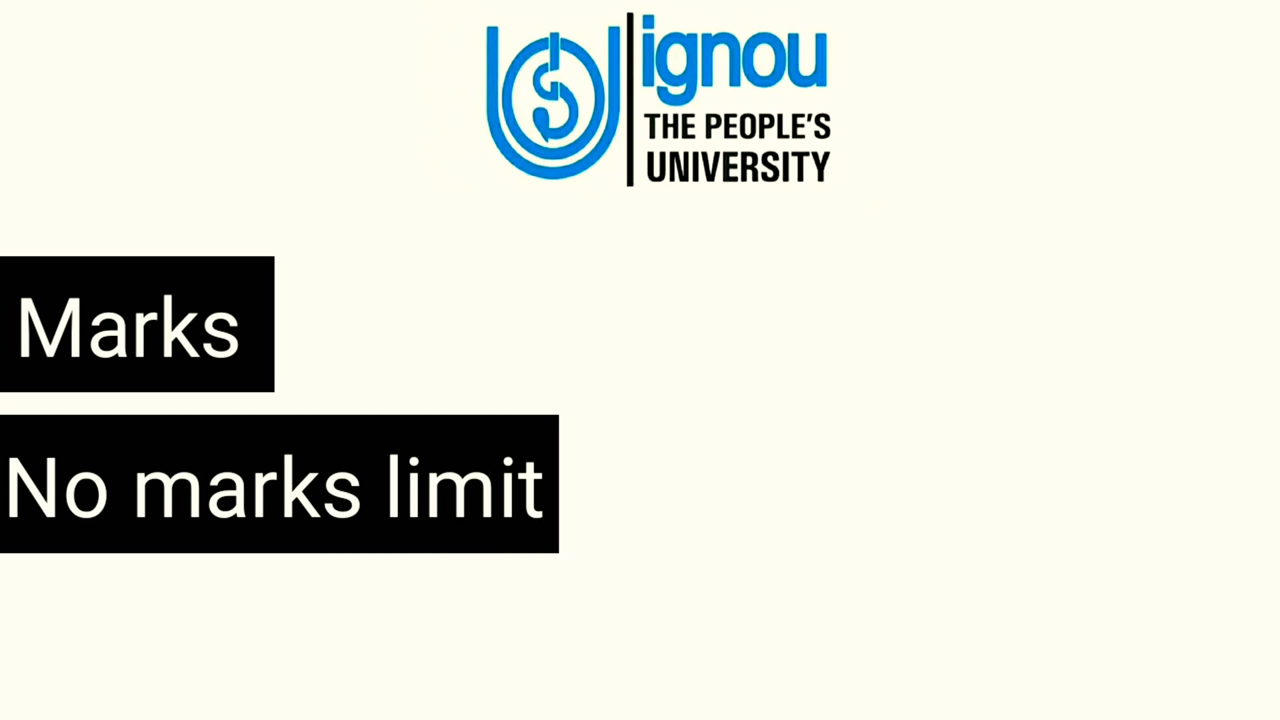 ignou
THE PEOPLE'S
UNIVERSITY
Marks
No marks limit